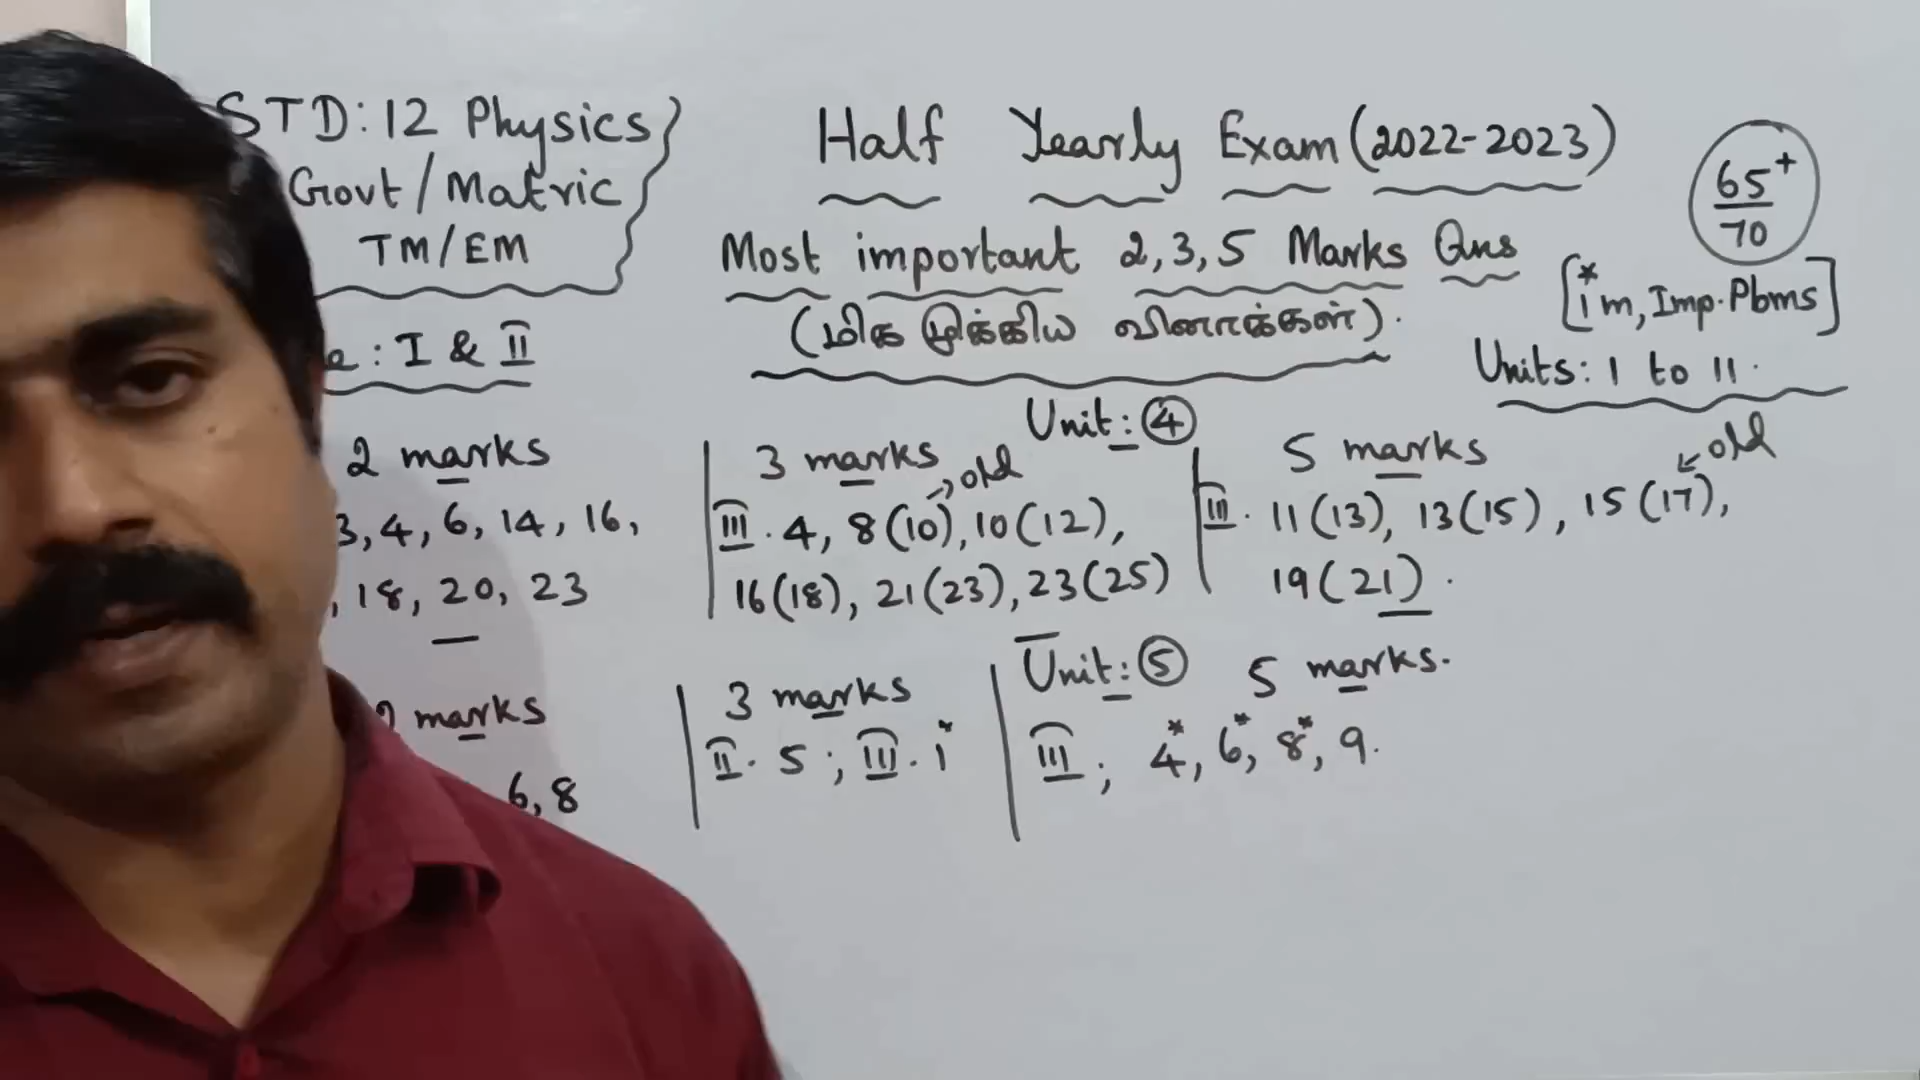 STD: 12 Physics
Govt/Matric
TM/EM
: I & II
Half Yearly Exam (2022-2023)
Most important 2, 3, 5 Marks Qns
(மிக முக்கிய வினாக்கள்).
65+
70
[*1m, Imp. Pbms]
Units: 1 to 11.
Unit: 4
2 marks
3, 4, 6, 14, 16,
, 18, 20, 23
3 marks
→ old
III. 4, 8(10), 10(12),
16(18), 21(23), 23(25)
5 marks
← old
III. 11(13), 13(15), 15(17),
19(21).
Unit: 5
marks
6, 8
3 marks
II. 5; III. 1*
5 marks.
III; 4*, 6*, 8*, 9.